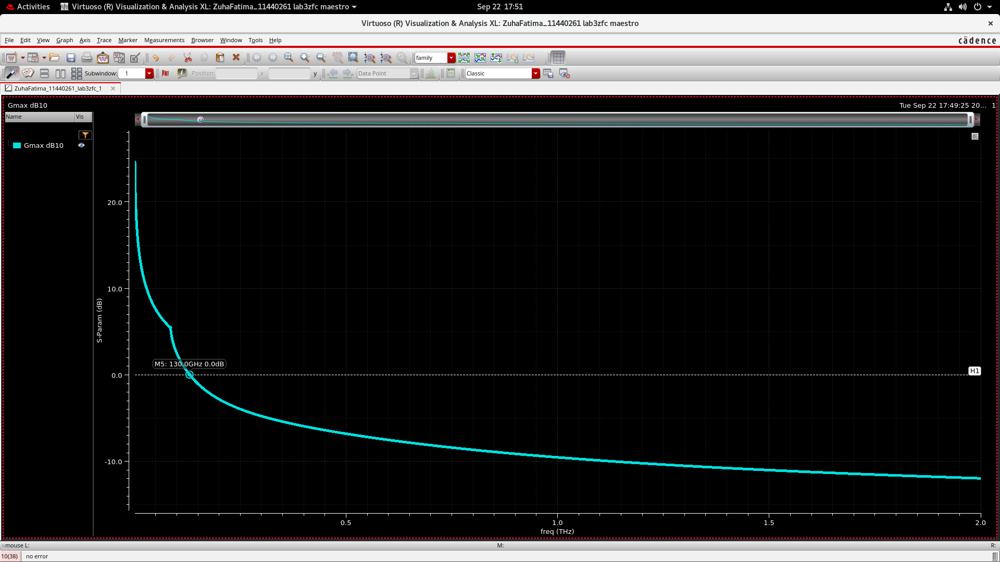 Activities Virtuoso (R) Visualization & Analysis XL: ZuhaFatima_11440261 lab3zfc maestro Sep 22 17:51
Virtuoso (R) Visualization & Analysis XL: ZuhaFatima_11440261 lab3zfc maestro
File Edit View Graph Axis Trace Marker Measurements Browser Window Tools Help cādence
family
Subwindow: 1 Position: x y Data Point Classic
ZuhaFatima_11440261_lab3zfc_1
Gmax dB10 Tue Sep 22 17:49:25 20... 1
Name Vis
m
Gmax dB10
20.0
10.0
S-Param (dB)
M5: 130.0GHz 0.0dB
H1
0.0
-10.0
0.5 1.0 1.5 2.0
freq (THz)
mouse L: M: R:
10(38) no error